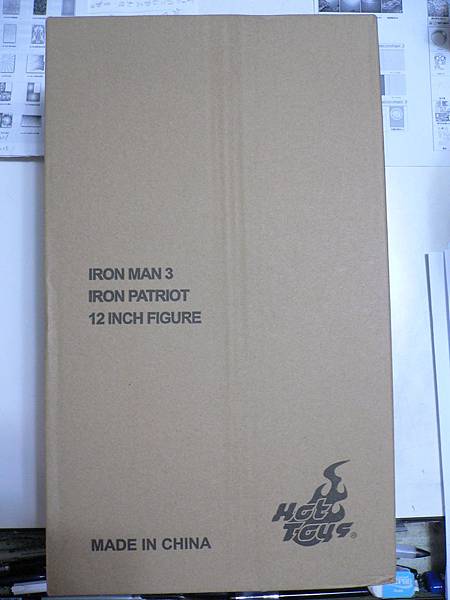 IRON MAN 3
IRON PATRIOT
12 INCH FIGURE
Hot
Toys®
MADE IN CHINA